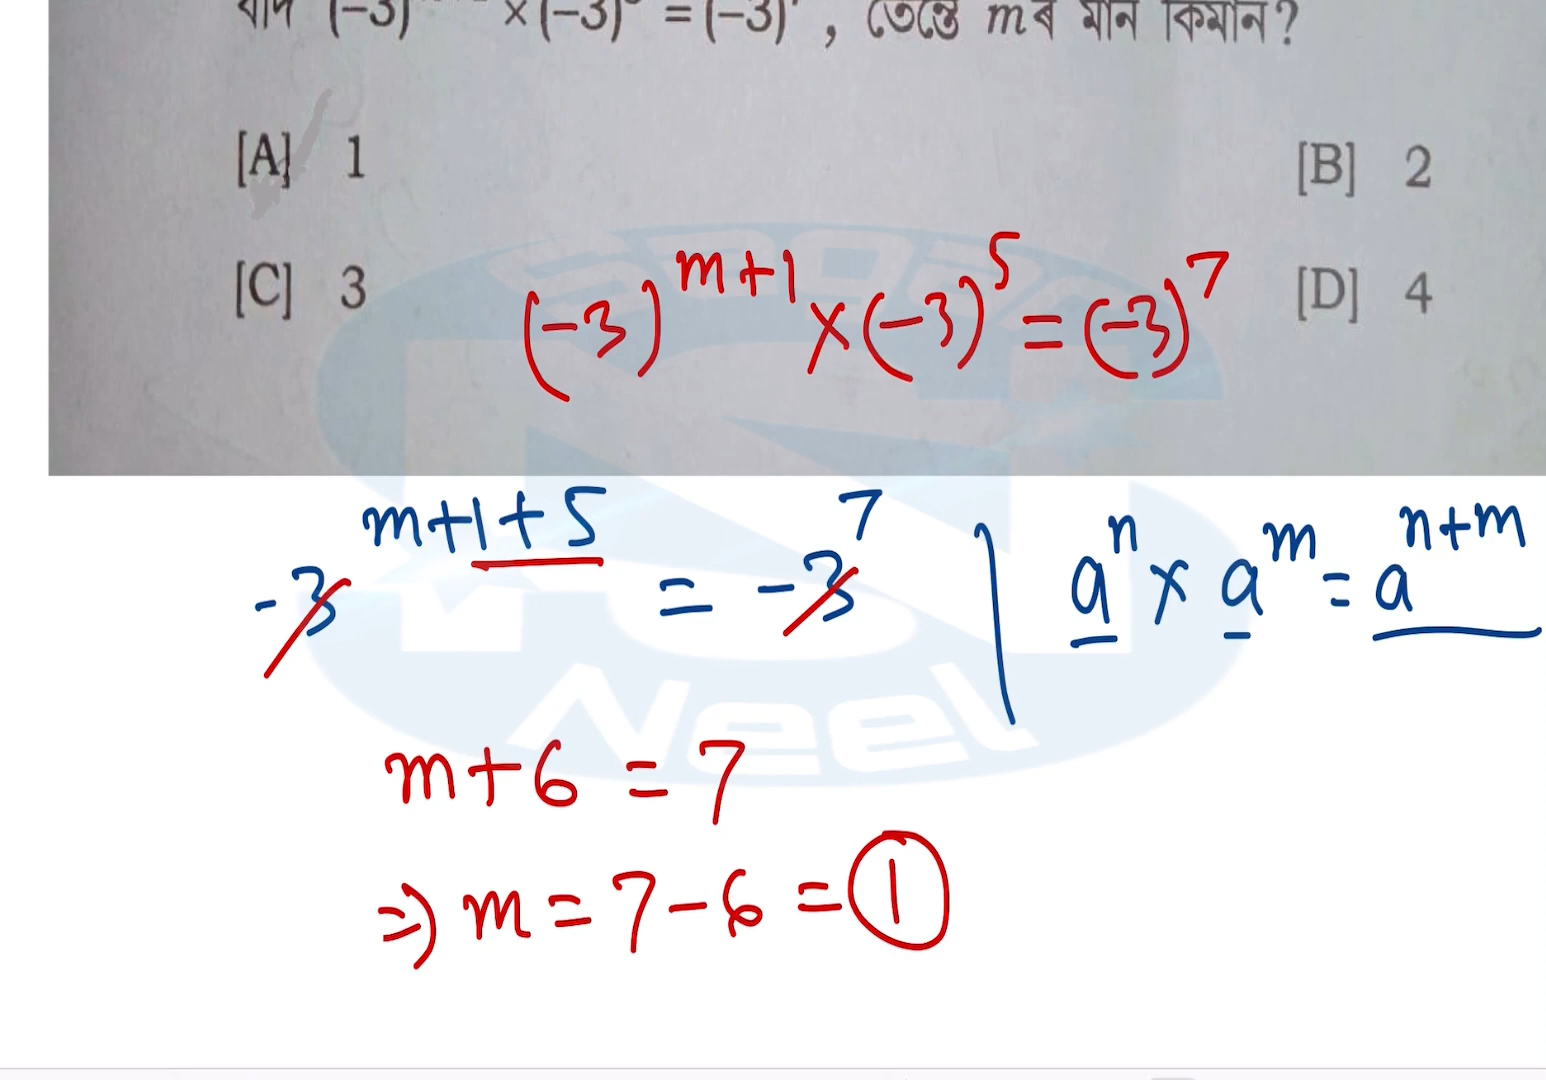 যদি (−3) × (−3) = (−3) , তেন্তে mৰ মান কিমান?
[A] 1
[B] 2
[C] 3
[D] 4
(-3)^{m+1} × (-3)^5 = (-3)^7
-3^{m+1+5} = -3^7 | a^n × a^m = a^{n+m}
m+6 = 7
⇒ m = 7-6 = 1
Neel